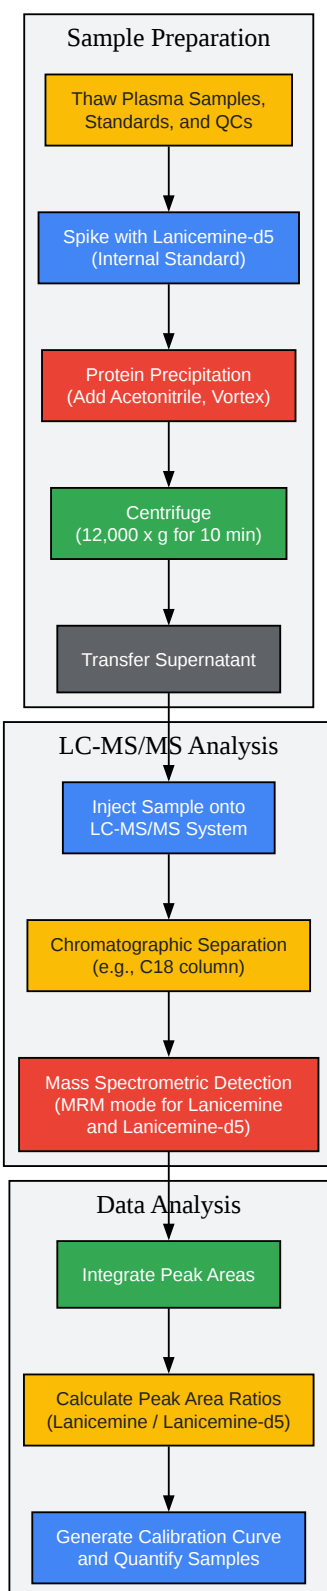 Sample Preparation
Thaw Plasma Samples,
Standards, and QCs
Spike with Lanicemine-d5
(Internal Standard)
Protein Precipitation
(Add Acetonitrile, Vortex)
Centrifuge
(12,000 x g for 10 min)
Transfer Supernatant
LC-MS/MS Analysis
Inject Sample onto
LC-MS/MS System
Chromatographic Separation
(e.g., C18 column)
Mass Spectrometric Detection
(MRM mode for Lanicemine
and Lanicemine-d5)
Data Analysis
Integrate Peak Areas
Calculate Peak Area Ratios
(Lanicemine / Lanicemine-d5)
Generate Calibration Curve
and Quantify Samples